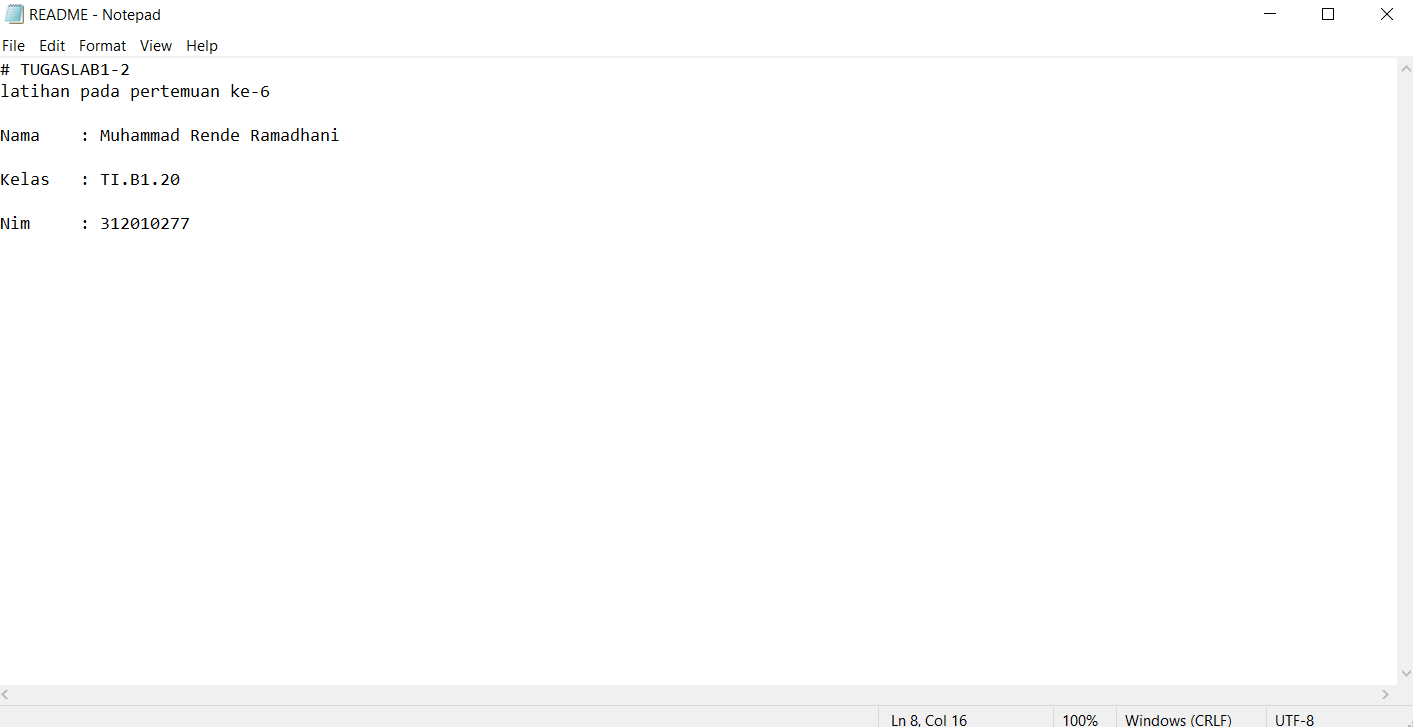 README - Notepad
File Edit Format View Help
# TUGASLAB1-2
latihan pada pertemuan ke-6
Nama    : Muhammad Rende Ramadhani
Kelas   : TI.B1.20
Nim     : 312010277
Ln 8, Col 16 100% Windows (CRLF) UTF-8